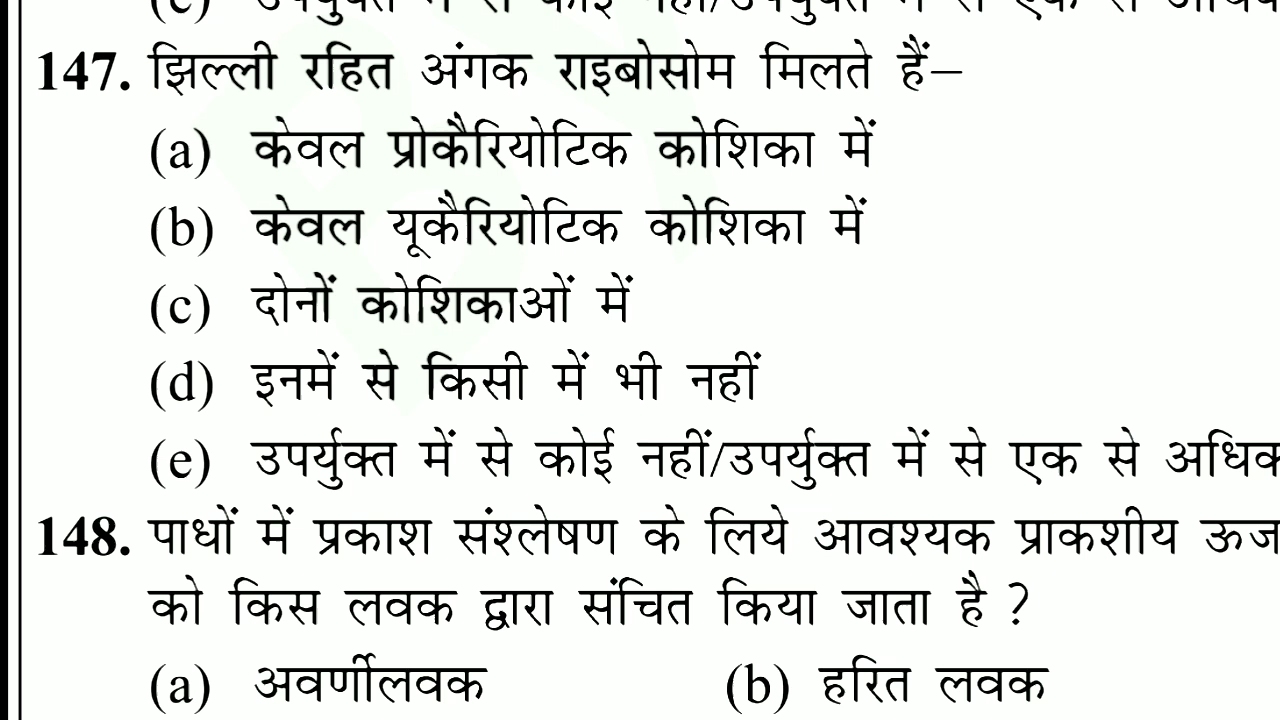 147. झिल्ली रहित अंगक राइबोसोम मिलते हैं–
(a) केवल प्रोकैरियोटिक कोशिका में
(b) केवल यूकैरियोटिक कोशिका में
(c) दोनों कोशिकाओं में
(d) इनमें से किसी में भी नहीं
(e) उपर्युक्त में से कोई नहीं/उपर्युक्त में से एक से अधिक
148. पाधों में प्रकाश संश्लेषण के लिये आवश्यक प्राकशीय ऊर्ज
को किस लवक द्वारा संचित किया जाता है ?
(a) अवर्णीलवक (b) हरित लवक